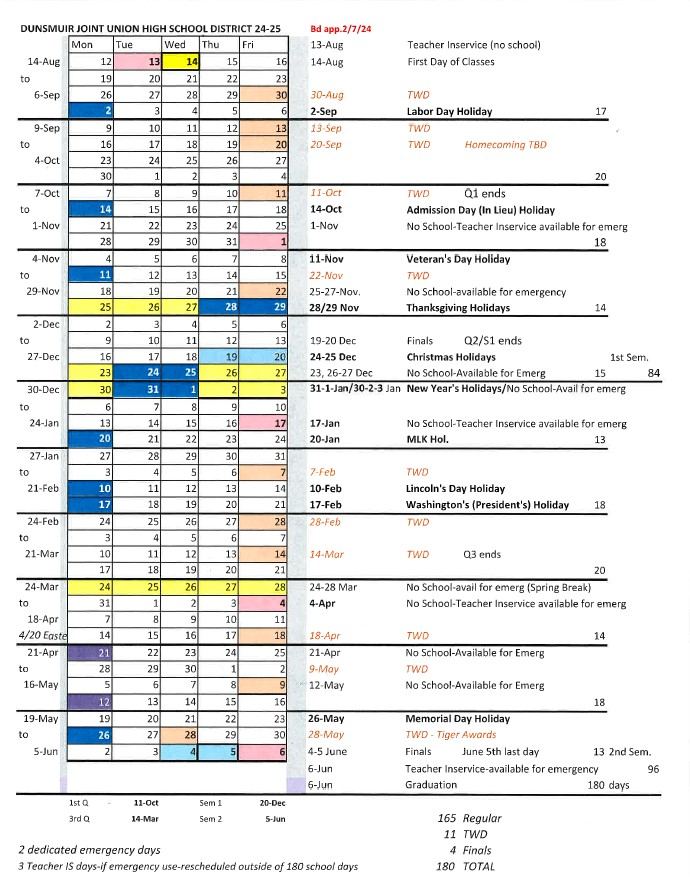 DUNSMUIR JOINT UNION HIGH SCHOOL DISTRICT 24-25 Bd app.2/7/24
Mon Tue Wed Thu Fri 13-Aug Teacher Inservice (no school)
14-Aug 12 13 14 15 16 14-Aug First Day of Classes
to 19 20 21 22 23
6-Sep 26 27 28 29 30 30-Aug TWD
2 3 4 5 6 2-Sep Labor Day Holiday 17
9-Sep 9 10 11 12 13 13-Sep TWD
to 16 17 18 19 20 20-Sep TWD Homecoming TBD
4-Oct 23 24 25 26 27
30 1 2 3 4 20
7-Oct 7 8 9 10 11 11-Oct TWD Q1 ends
to 14 15 16 17 18 14-Oct Admission Day (In Lieu) Holiday
1-Nov 21 22 23 24 25 1-Nov No School-Teacher Inservice available for emerg
28 29 30 31 1 18
4-Nov 4 5 6 7 8 11-Nov Veteran's Day Holiday
to 11 12 13 14 15 22-Nov TWD
29-Nov 18 19 20 21 22 25-27-Nov. No School-available for emergency
25 26 27 28 29 28/29 Nov Thanksgiving Holidays 14
2-Dec 2 3 4 5 6
to 9 10 11 12 13 19-20 Dec Finals Q2/S1 ends
27-Dec 16 17 18 19 20 24-25 Dec Christmas Holidays 1st Sem.
23 24 25 26 27 23, 26-27 Dec No School-Available for Emerg 15 84
30-Dec 30 31 1 2 3 31-1-Jan/30-2-3 Jan New Year's Holidays/No School-Avail for emerg
to 6 7 8 9 10
24-Jan 13 14 15 16 17 17-Jan No School-Teacher Inservice available for emerg
20 21 22 23 24 20-Jan MLK Hol. 13
27-Jan 27 28 29 30 31
to 3 4 5 6 7 7-Feb TWD
21-Feb 10 11 12 13 14 10-Feb Lincoln's Day Holiday
17 18 19 20 21 17-Feb Washington's (President's) Holiday 18
24-Feb 24 25 26 27 28 28-Feb TWD
to 3 4 5 6 7
21-Mar 10 11 12 13 14 14-Mar TWD Q3 ends
17 18 19 20 21 20
24-Mar 24 25 26 27 28 24-28 Mar No School-avail for emerg (Spring Break)
to 31 1 2 3 4 4-Apr No School-Teacher Inservice available for emerg
18-Apr 7 8 9 10 11
4/20 Easte 14 15 16 17 18 18-Apr TWD 14
21-Apr 21 22 23 24 25 21-Apr No School-Available for Emerg
to 28 29 30 1 2 9-May TWD
16-May 5 6 7 8 9 12-May No School-Available for Emerg
12 13 14 15 16 18
19-May 19 20 21 22 23 26-May Memorial Day Holiday
to 26 27 28 29 30 28-May TWD - Tiger Awards
5-Jun 2 3 4 5 6 4-5 June Finals June 5th last day 13 2nd Sem.
6-Jun Teacher Inservice-available for emergency 96
6-Jun Graduation 180 days
1st Q 11-Oct Sem 1 20-Dec
3rd Q 14-Mar Sem 2 5-Jun
165 Regular
11 TWD
2 dedicated emergency days 4 Finals
3 Teacher IS days-if emergency use-rescheduled outside of 180 school days 180 TOTAL